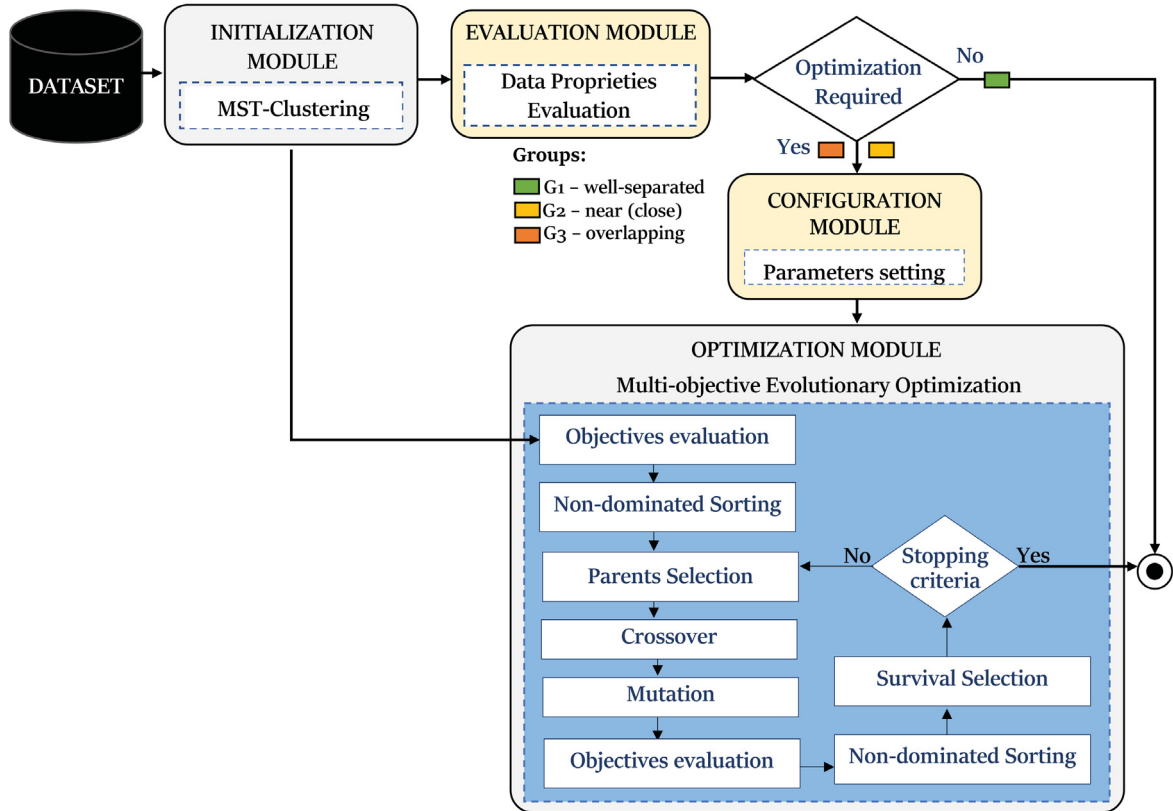 DATASET
INITIALIZATION
MODULE
MST-Clustering
EVALUATION MODULE
Data Proprieties
Evaluation
Optimization
Required
No
Yes
Groups:
G1 – well-separated
G2 – near (close)
G3 – overlapping
CONFIGURATION
MODULE
Parameters setting
OPTIMIZATION MODULE
Multi-objective Evolutionary Optimization
Objectives evaluation
Non-dominated Sorting
Parents Selection
Crossover
Mutation
Objectives evaluation
Non-dominated Sorting
Survival Selection
Stopping
criteria
No
Yes